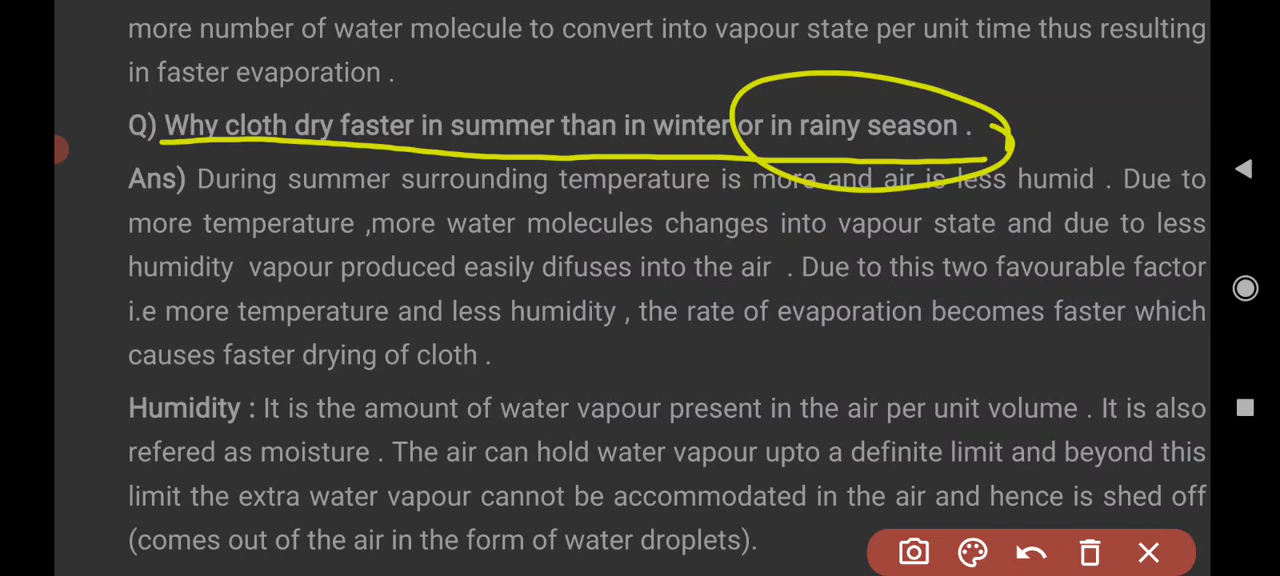 more number of water molecule to convert into vapour state per unit time thus resulting
in faster evaporation .
Q) Why cloth dry faster in summer than in winter or in rainy season .
Ans) During summer surrounding temperature is more and air is less humid . Due to
more temperature ,more water molecules changes into vapour state and due to less
humidity vapour produced easily difuses into the air . Due to this two favourable factor
i.e more temperature and less humidity , the rate of evaporation becomes faster which
causes faster drying of cloth .
Humidity : It is the amount of water vapour present in the air per unit volume . It is also
refered as moisture . The air can hold water vapour upto a definite limit and beyond this
limit the extra water vapour cannot be accommodated in the air and hence is shed off
(comes out of the air in the form of water droplets).